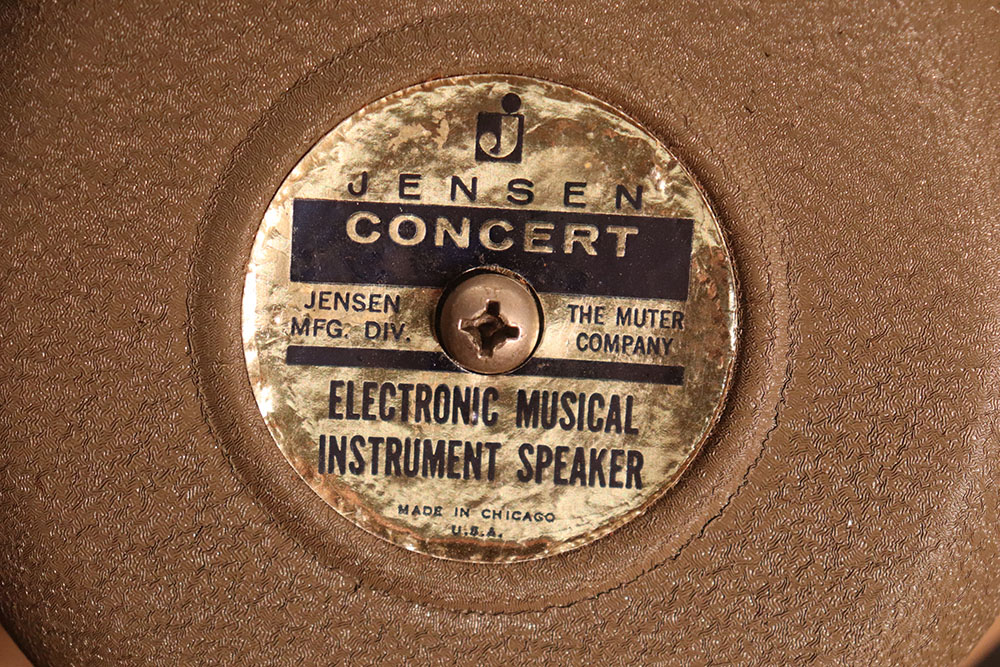 J
JENSEN
CONCERT
JENSEN
MFG. DIV.
THE MUTER
COMPANY
ELECTRONIC MUSICAL
INSTRUMENT SPEAKER
MADE IN CHICAGO
U.S.A.